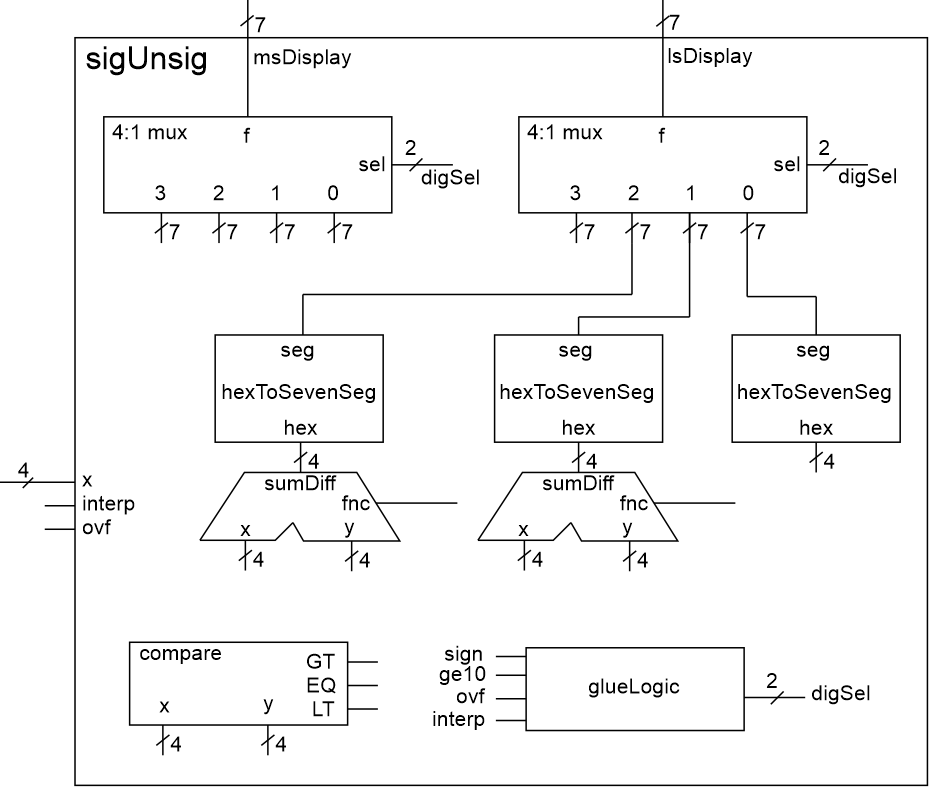 7 7
sigUnsig msDisplay lsDisplay
4:1 mux f 4:1 mux f
sel 2 digSel sel 2 digSel
3 2 1 0 3 2 1 0
7 7 7 7 7 7 7 7
seg seg seg
hexToSevenSeg hexToSevenSeg hexToSevenSeg
hex hex hex
4 4 4
4 x sumDiff sumDiff
interp fnc fnc
ovf x y x y
4 4 4 4
compare GT sign
EQ ge10 glueLogic 2 digSel
x y LT ovf
interp
4 4